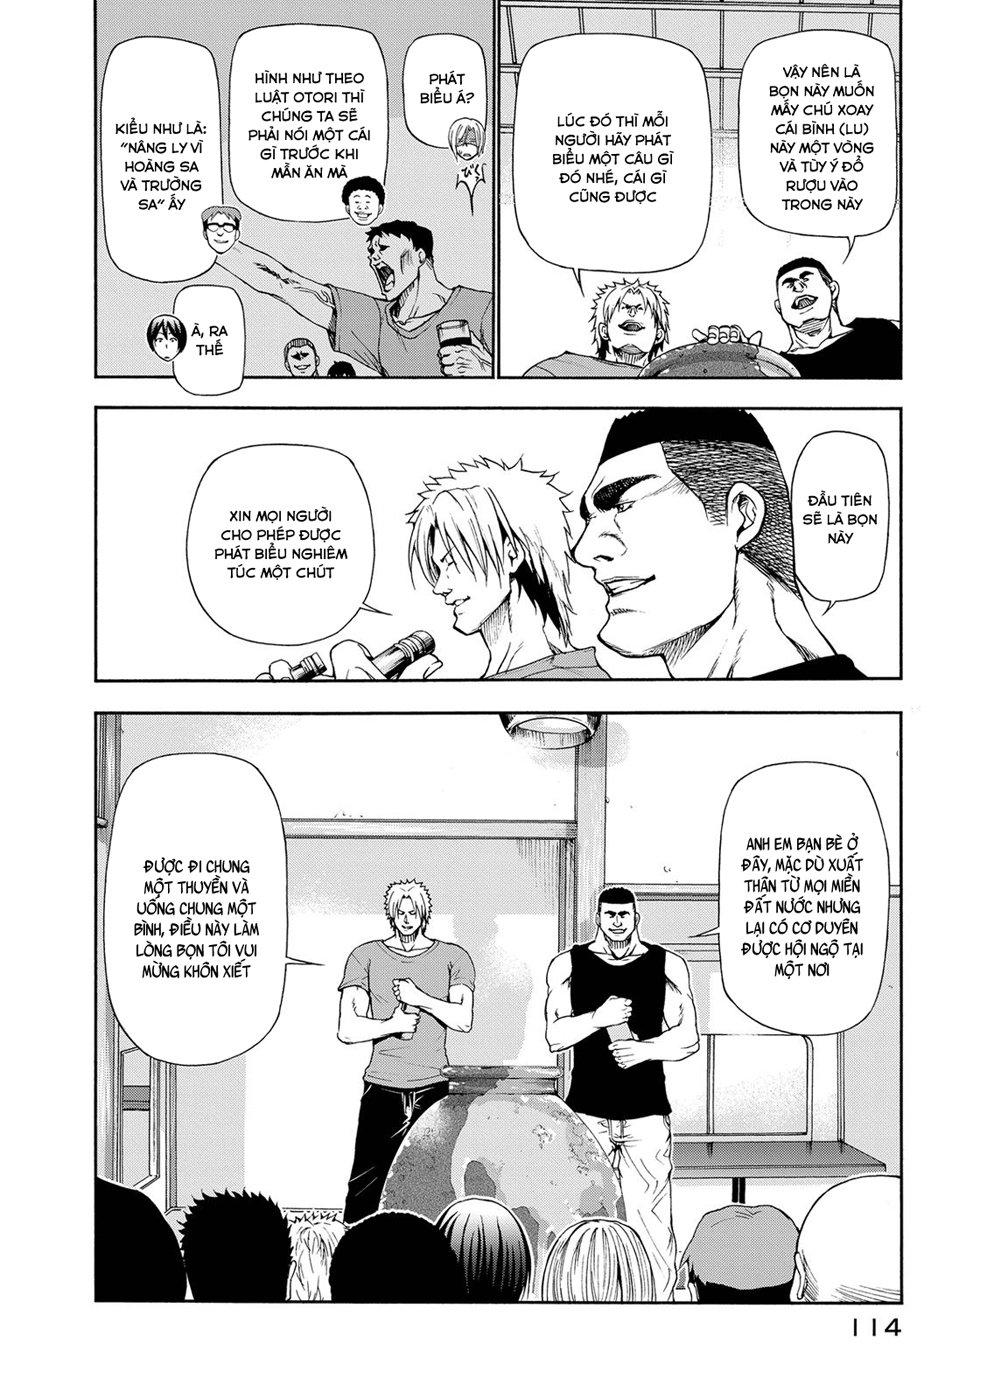 VẬY NÊN LÀ
BỌN NÀY MUỐN
MẤY CHÚ XOAY
CÁI BÌNH (LU)
NÀY MỘT VÒNG
VÀ TÙY Ý ĐỔ
RƯỢU VÀO
TRONG NÀY
LÚC ĐÓ THÌ MỖI
NGƯỜI HÃY PHÁT
BIỂU MỘT CÂU GÌ
ĐÓ NHÉ, CÁI GÌ
CŨNG ĐƯỢC
PHÁT
BIỂU Á?
びくっ
HÌNH NHƯ THEO
LUẬT OTORI THÌ
CHÚNG TA SẼ
PHẢI NÓI MỘT CÁI
GÌ TRƯỚC KHI
MẪN ĂN MÀ
KIỂU NHƯ LÀ:
“NÂNG LY VÌ
HOÀNG SA
VÀ TRƯỜNG
SA” ẤY
À, RA
THẾ
ĐẦU TIÊN
SẼ LÀ BỌN
NÀY
XIN MỌI NGƯỜI
CHO PHÉP ĐƯỢC
PHÁT BIỂU NGHIÊM
TÚC MỘT CHÚT
ANH EM BẠN BÈ Ở
ĐÂY, MẶC DÙ XUẤT
THÂN TỪ MỌI MIỀN
ĐẤT NƯỚC NHƯNG
LẠI CÓ CƠ DUYÊN
ĐƯỢC HỘI NGỘ TẠI
MỘT NƠI
ĐƯỢC ĐI CHUNG
MỘT THUYỀN VÀ
UỐNG CHUNG MỘT
BÌNH, ĐIỀU NÀY LÀM
LÒNG BỌN TÔI VUI
MỪNG KHÔN XIẾT
114